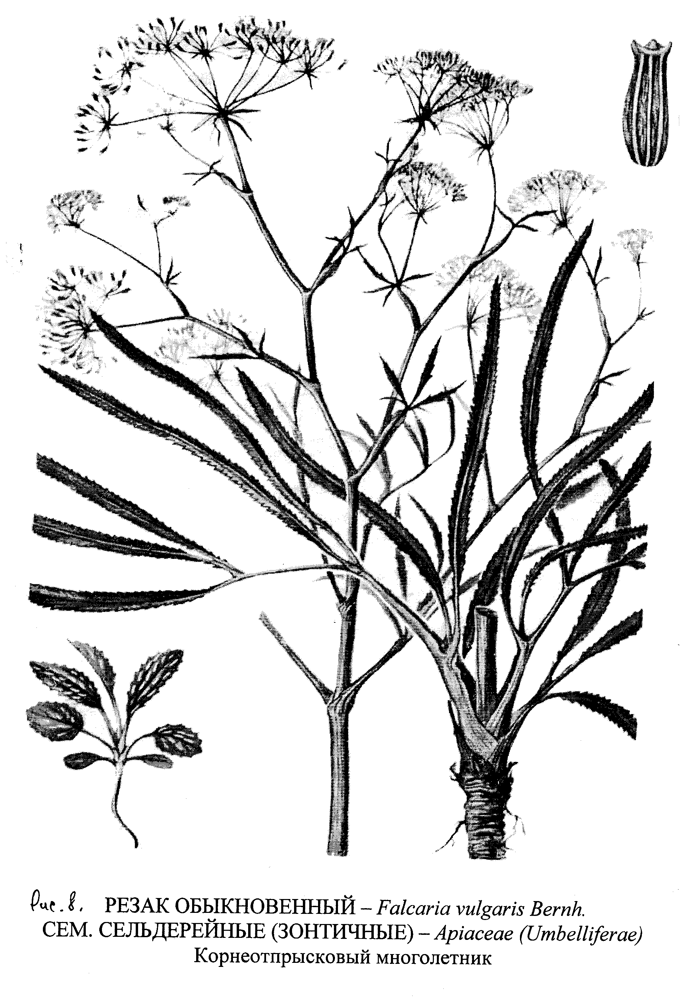 Рис. 8. РЕЗАК ОБЫКНОВЕННЫЙ – Falcaria vulgaris Bernh.
СЕМ. СЕЛЬДЕРЕЙНЫЕ (ЗОНТИЧНЫЕ) – Apiaceae (Umbelliferae)
Корнеотпрысковый многолетник